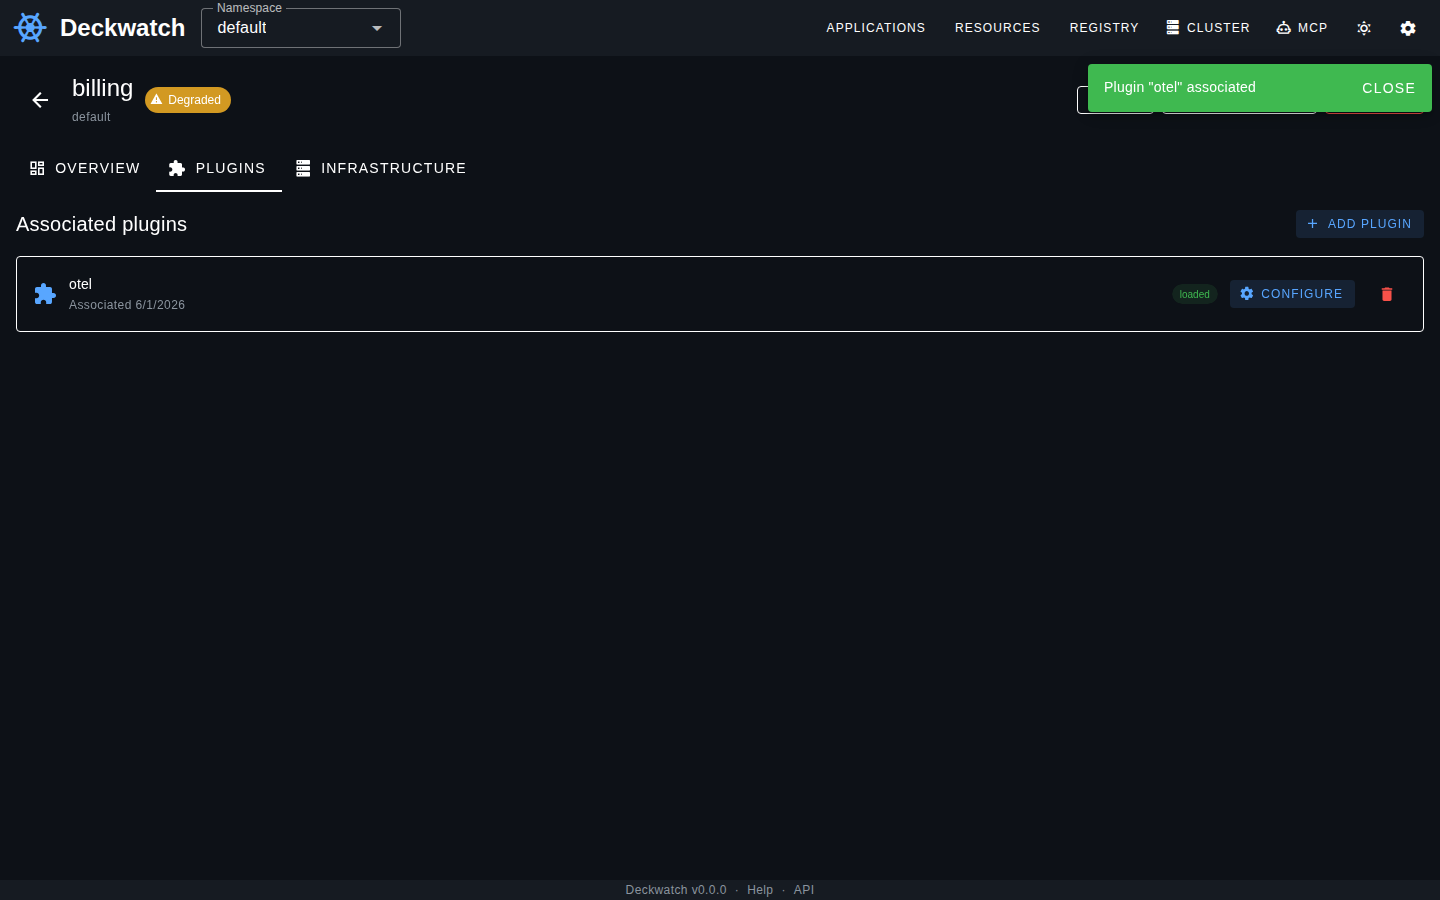 Deckwatch
Namespace
default
APPLICATIONS
RESOURCES
REGISTRY
CLUSTER
MCP
billing
default
Degraded
Plugin "otel" associated
CLOSE
OVERVIEW
PLUGINS
INFRASTRUCTURE
Associated plugins
ADD PLUGIN
otel
Associated 6/1/2026
loaded
CONFIGURE
Deckwatch v0.0.0 · Help · API